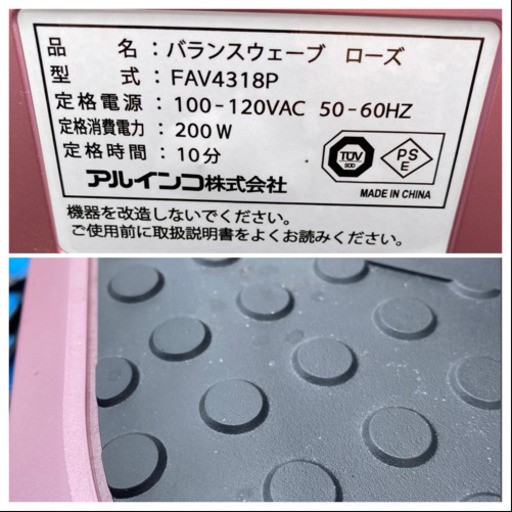 品　名：バランスウェーブ　ローズ
型　式：FAV4318P
定格電源：100-120VAC 50-60HZ
定格消費電力：200W
定格時間：10分
アルインコ株式会社
TÜV
PS
E
MADE IN CHINA
機器を改造しないでください。
ご使用前に取扱説明書をよくお読みください。